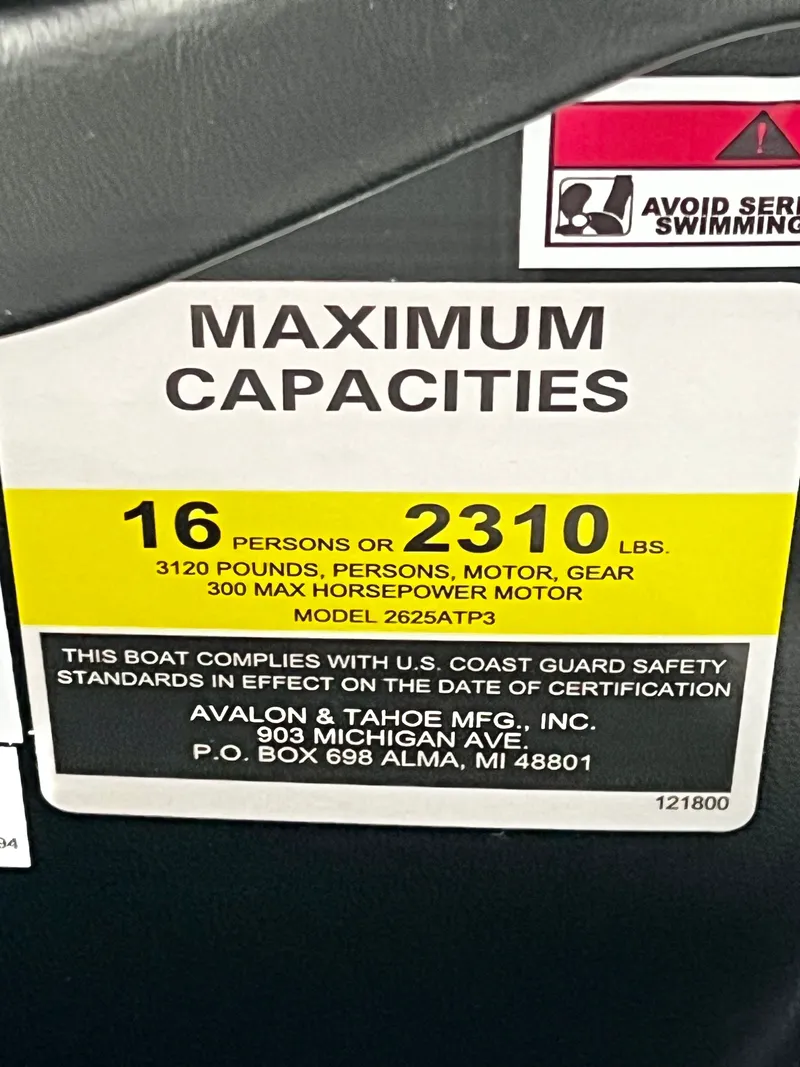 AVOID
SWIMMING
MAXIMUM
CAPACITIES
16 PERSONS OR 2310 LBS.
3120 POUNDS, PERSONS, MOTOR, GEAR
300 MAX HORSEPOWER MOTOR
MODEL 2625ATP3
THIS BOAT COMPLIES WITH U.S. COAST GUARD SAFETY
STANDARDS IN EFFECT ON THE DATE OF CERTIFICATION
AVALON & TAHOE MFG., INC.
903 MICHIGAN AVE.
P.O. BOX 698 ALMA, MI 48801
121800